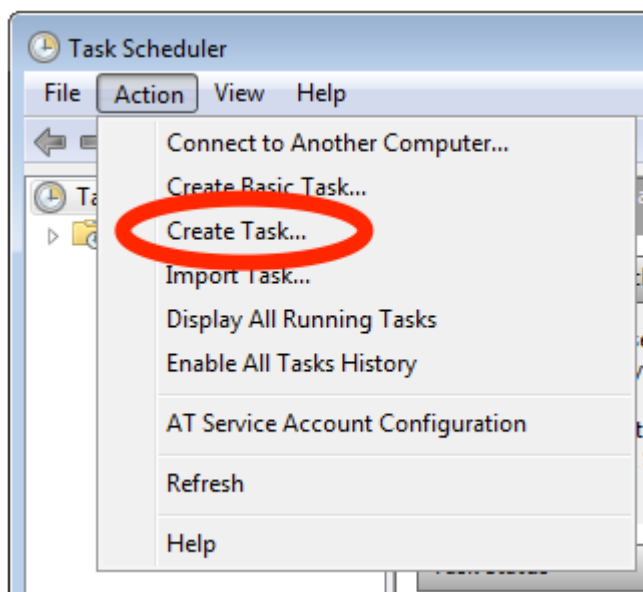 Task Scheduler
File Action View Help
Connect to Another Computer...
Create Basic Task...
Create Task...
Import Task...
Display All Running Tasks
Enable All Tasks History
AT Service Account Configuration
Refresh
Help